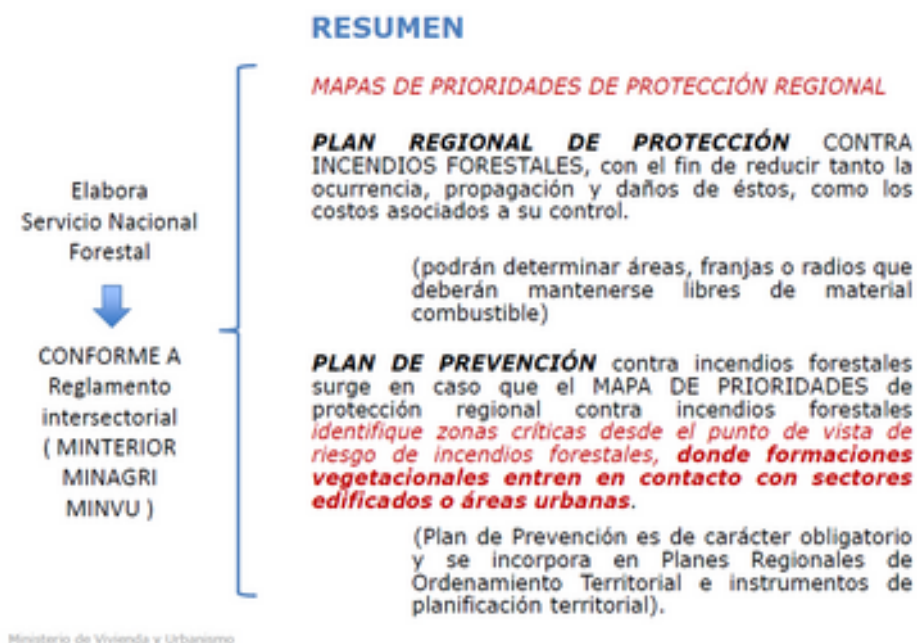 RESUMEN
MAPAS DE PRIORIDADES DE PROTECCIÓN REGIONAL
PLAN REGIONAL DE PROTECCIÓN CONTRA
INCENDIOS FORESTALES, con el fin de reducir tanto la
ocurrencia, propagación y daños de éstos, como los
costos asociados a su control.
(podrán determinar áreas, franjas o radios que
deberán mantenerse libres de material
combustible)
PLAN DE PREVENCIÓN contra incendios forestales
surge en caso que el MAPA DE PRIORIDADES de
protección regional contra incendios forestales
identifique zonas críticas desde el punto de vista de
riesgo de incendios forestales, donde formaciones
vegetacionales entren en contacto con sectores
edificados o áreas urbanas.
(Plan de Prevención es de carácter obligatorio
y se incorpora en Planes Regionales de
Ordenamiento Territorial e instrumentos de
planificación territorial).
Elabora
Servicio Nacional
Forestal
CONFORME A
Reglamento
intersectorial
( MINTERIOR
MINAGRI
MINVU )
Ministerio de Vivienda y Urbanismo